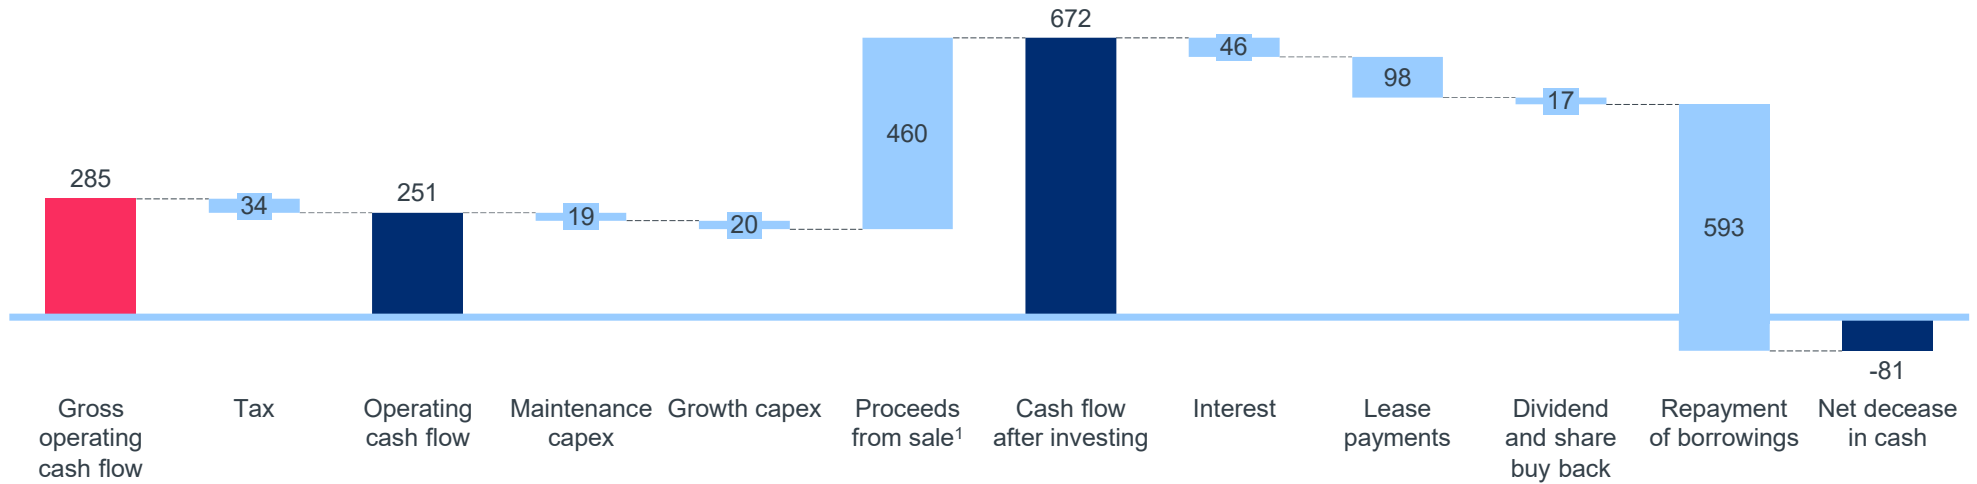 672
46
98
17
460
285
34
251
19
20
593
-81
Gross
operating
cash flow
Tax
Operating
cash flow
Maintenance
capex
Growth capex
Proceeds
from sale¹
Cash flow
after investing
Interest
Lease
payments
Dividend
and share
buy back
Repayment
of borrowings
Net decease
in cash